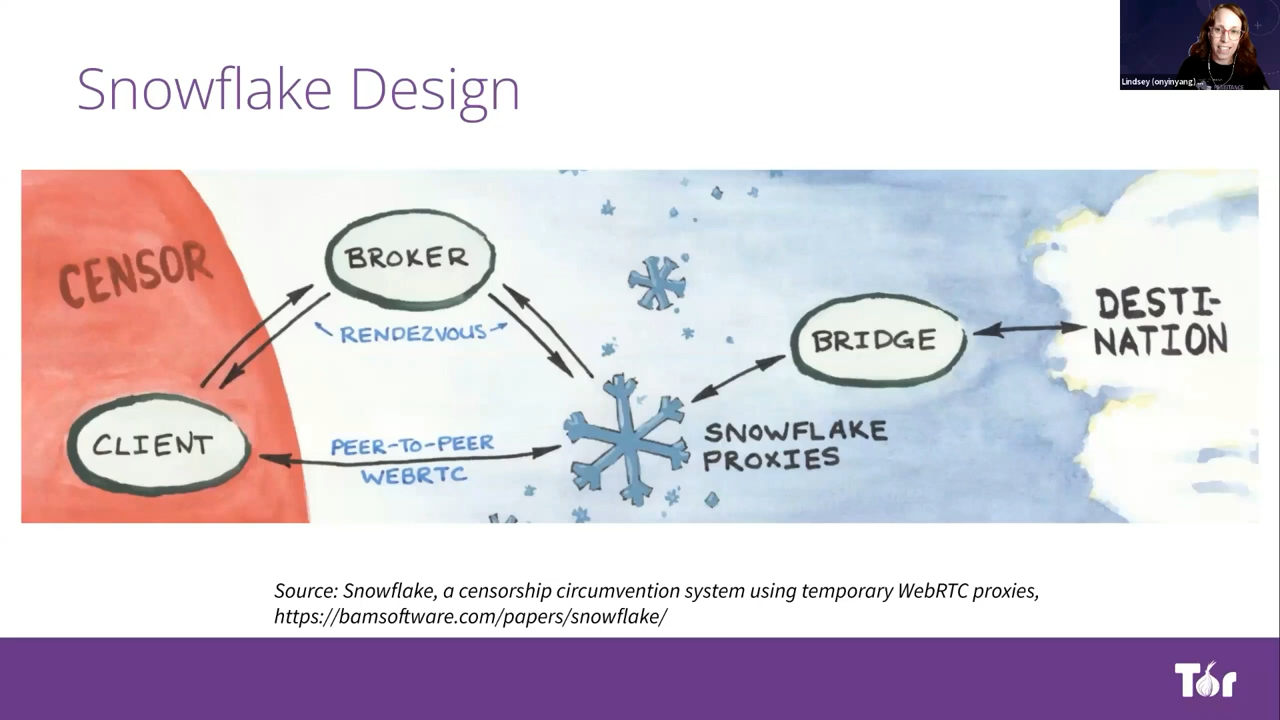 Snowflake Design
Lindsey (onyinyang)
CENSOR
BROKER
RENDEZVOUS
CLIENT
PEER-TO-PEER
WEBRTC
SNOWFLAKE
PROXIES
BRIDGE
DESTI-
NATION
Source: Snowflake, a censorship circumvention system using temporary WebRTC proxies,
https://bamsoftware.com/papers/snowflake/
Tor